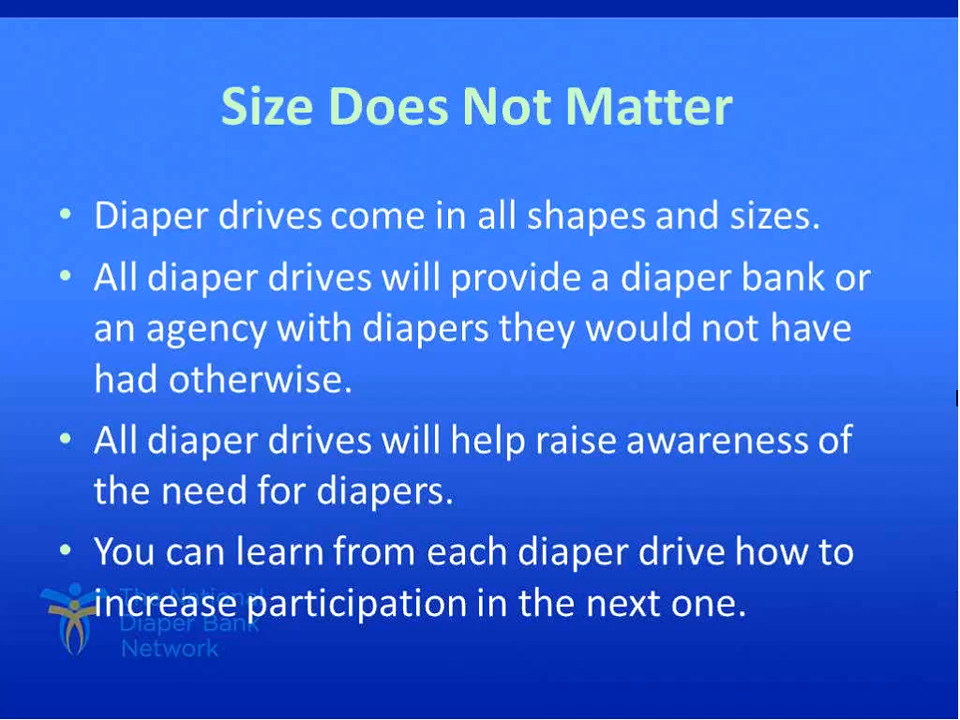 Size Does Not Matter
• Diaper drives come in all shapes and sizes.
• All diaper drives will provide a diaper bank or
an agency with diapers they would not have
had otherwise.
• All diaper drives will help raise awareness of
the need for diapers.
• You can learn from each diaper drive how to
increase participation in the next one.
The National
Diaper Bank
Network